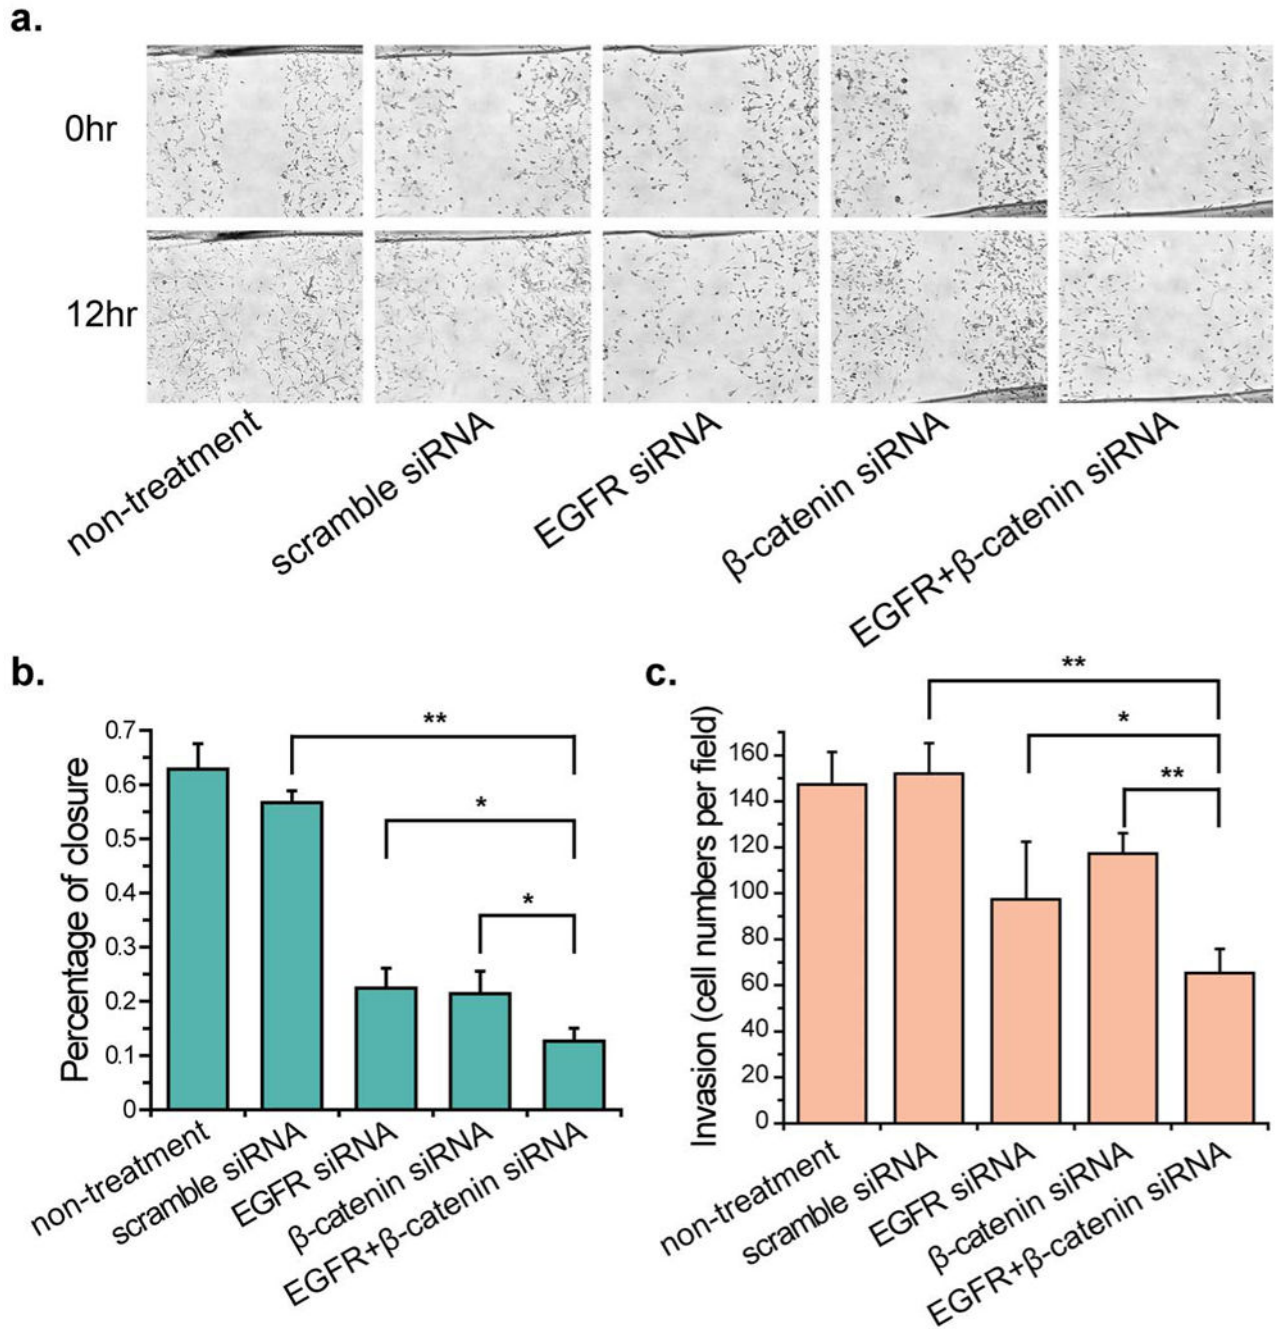 a.
0hr
12hr
non-treatment
scramble siRNA
EGFR siRNA
β-catenin siRNA
EGFR+β-catenin siRNA
b.
Percentage of closure
0.7
0.6
0.5
0.4
0.3
0.2
0.1
0
**
*
*
non-treatment
scramble siRNA
EGFR siRNA
β-catenin siRNA
EGFR+β-catenin siRNA
c.
Invasion (cell numbers per field)
160
140
120
100
80
60
40
20
0
**
*
**
non-treatment
scramble siRNA
EGFR siRNA
β-catenin siRNA
EGFR+β-catenin siRNA